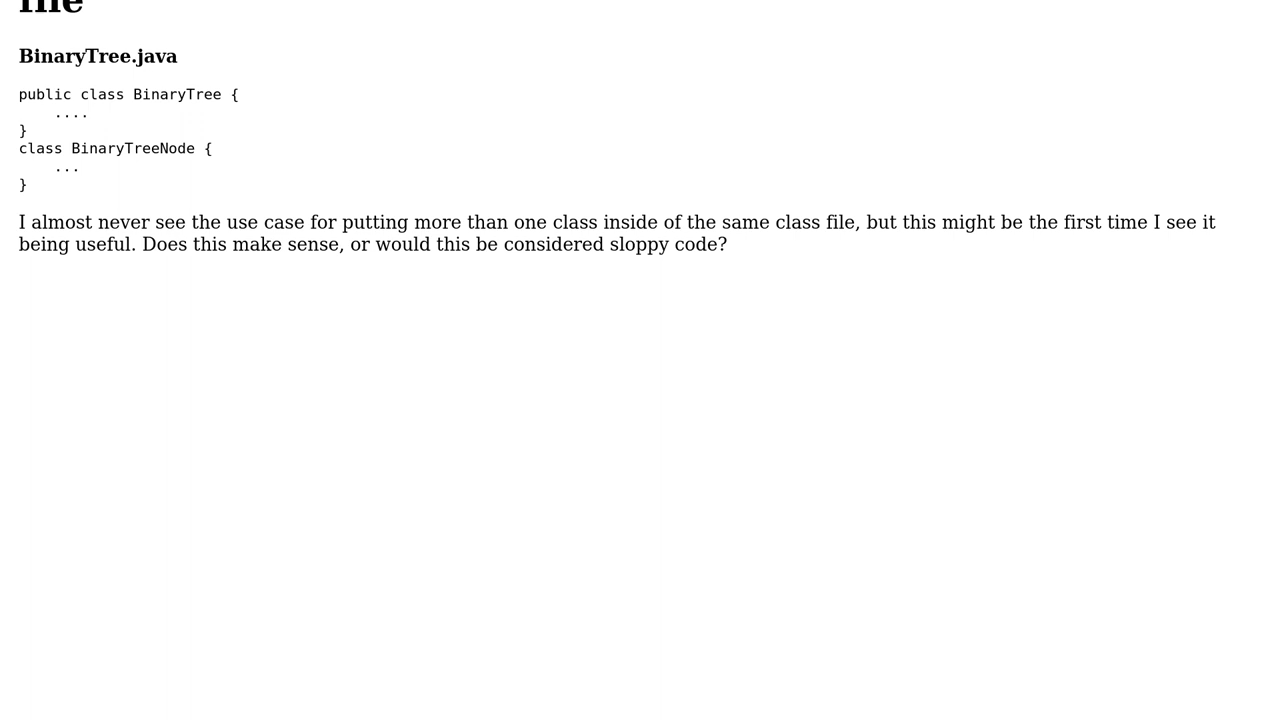 file
BinaryTree.java
public class BinaryTree {
    ....
}
class BinaryTreeNode {
    ...
}
I almost never see the use case for putting more than one class inside of the same class file, but this might be the first time I see it
being useful. Does this make sense, or would this be considered sloppy code?